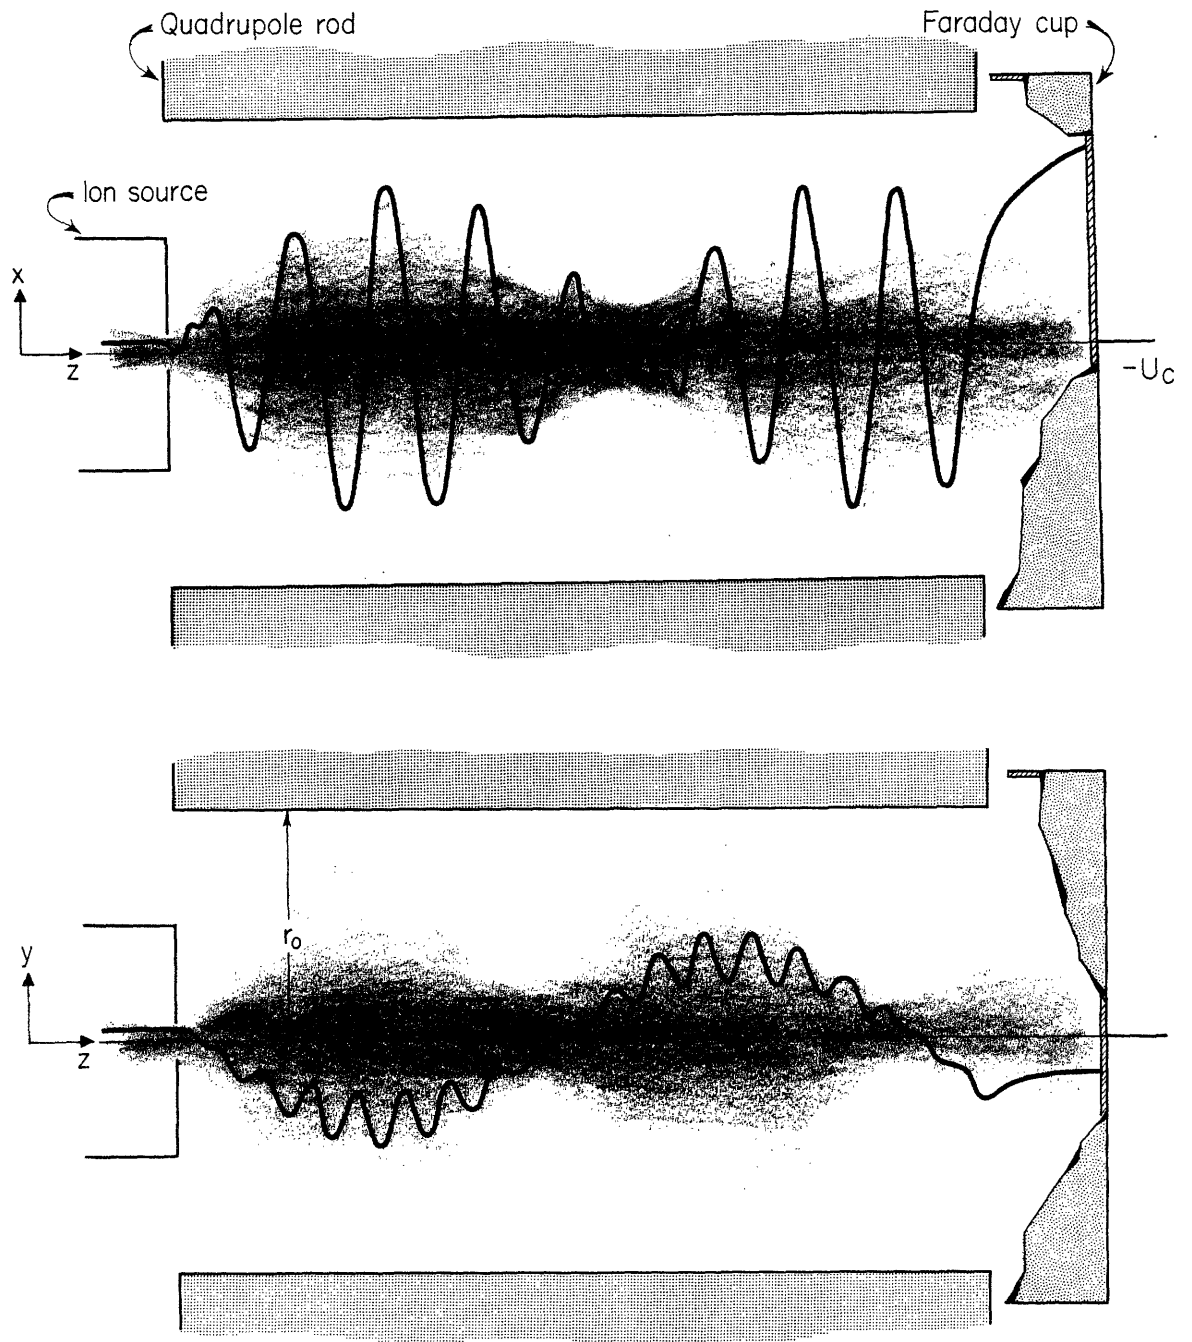 Quadrupole rod
Faraday cup
Ion source
x
z
-U_C
r_o
y
z